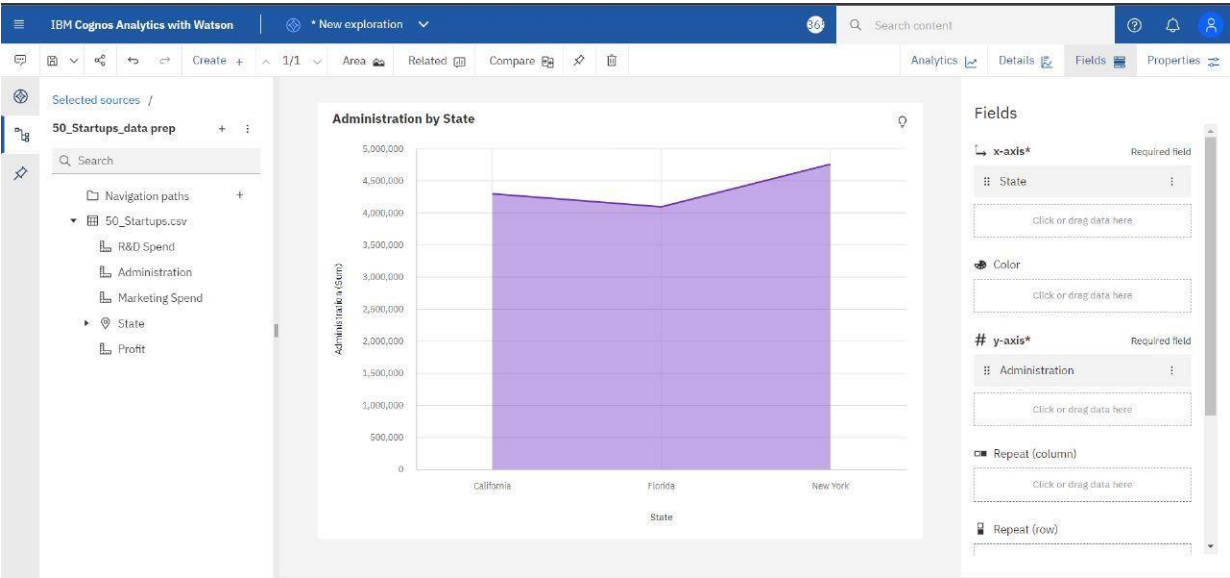 IBM Cognos Analytics with Watson
* New exploration
365
Search content
Create +
1/1
Area
Related
Compare
Analytics
Details
Fields
Properties
Selected sources /
50_Startups_data prep
Search
Navigation paths
50_Startups.csv
R&D Spend
Administration
Marketing Spend
State
Profit
Administration by State
5,000,000
4,500,000
4,000,000
3,500,000
3,000,000
2,500,000
2,000,000
1,500,000
1,000,000
500,000
0
Administration (Sum)
California
Florida
New York
State
Fields
x-axis*
Required field
State
Click or drag data here
Color
Click or drag data here
# y-axis*
Required field
Administration
Click or drag data here
Repeat (column)
Click or drag data here
Repeat (row)